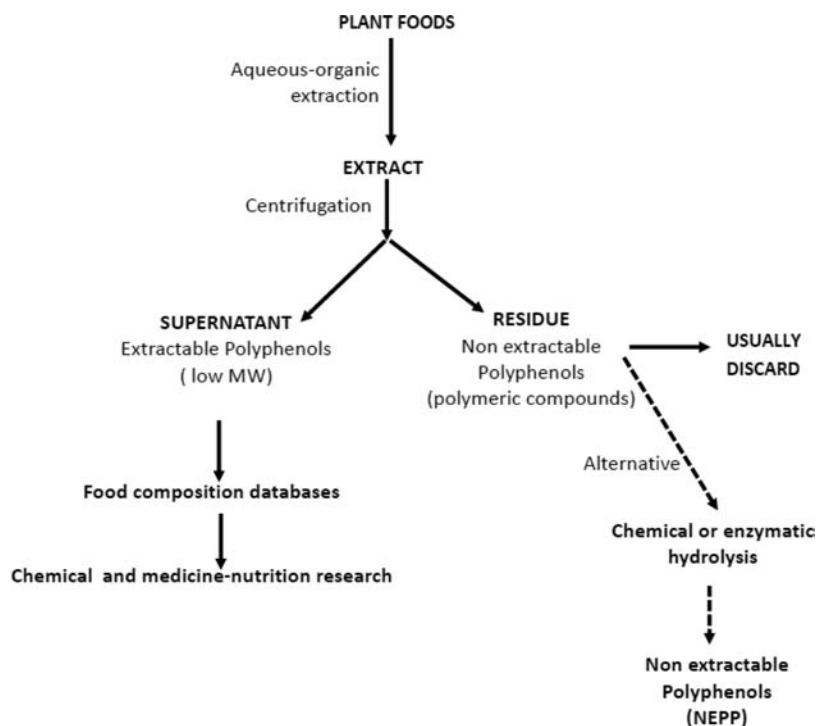 PLANT FOODS
Aqueous-organic
extraction
EXTRACT
Centrifugation
SUPERNATANT
Extractable Polyphenols
( low MW)
RESIDUE
Non extractable
Polyphenols
(polymeric compounds)
USUALLY
DISCARD
Food composition databases
Chemical and medicine-nutrition research
Alternative
Chemical or enzymatic
hydrolysis
Non extractable
Polyphenols
(NEPP)